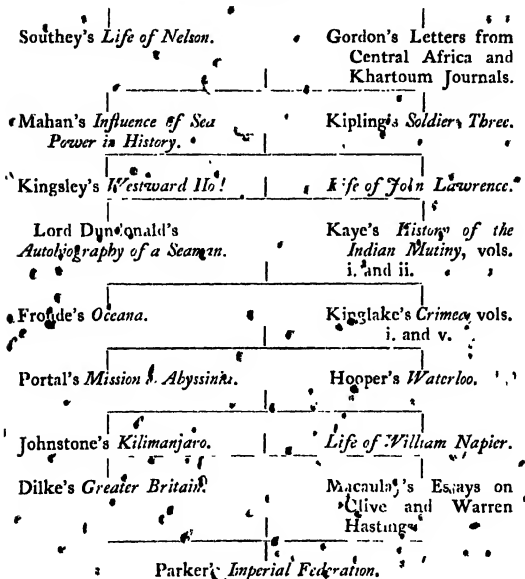 Southey's Life of Nelson.
Gordon's Letters from
Central Africa and
Khartoum Journals.
Mahan's Influence of Sea
Power in History.
Kipling's Soldiers Three.
Kingsley's Westward Ho!
Life of John Lawrence.
Lord Dundonald's
Autobiography of a Seaman.
Kaye's History of the
Indian Mutiny, vols.
i. and ii.
Froude's Oceana.
Kinglake's Crimea, vols.
i. and v.
Portal's Mission Abyssinia.
Hooper's Waterloo.
Johnstone's Kilimanjaro.
Life of William Napier.
Dilke's Greater Britain.
Macaulay's Essays on
Clive and Warren
Hastings
Parker's Imperial Federation.